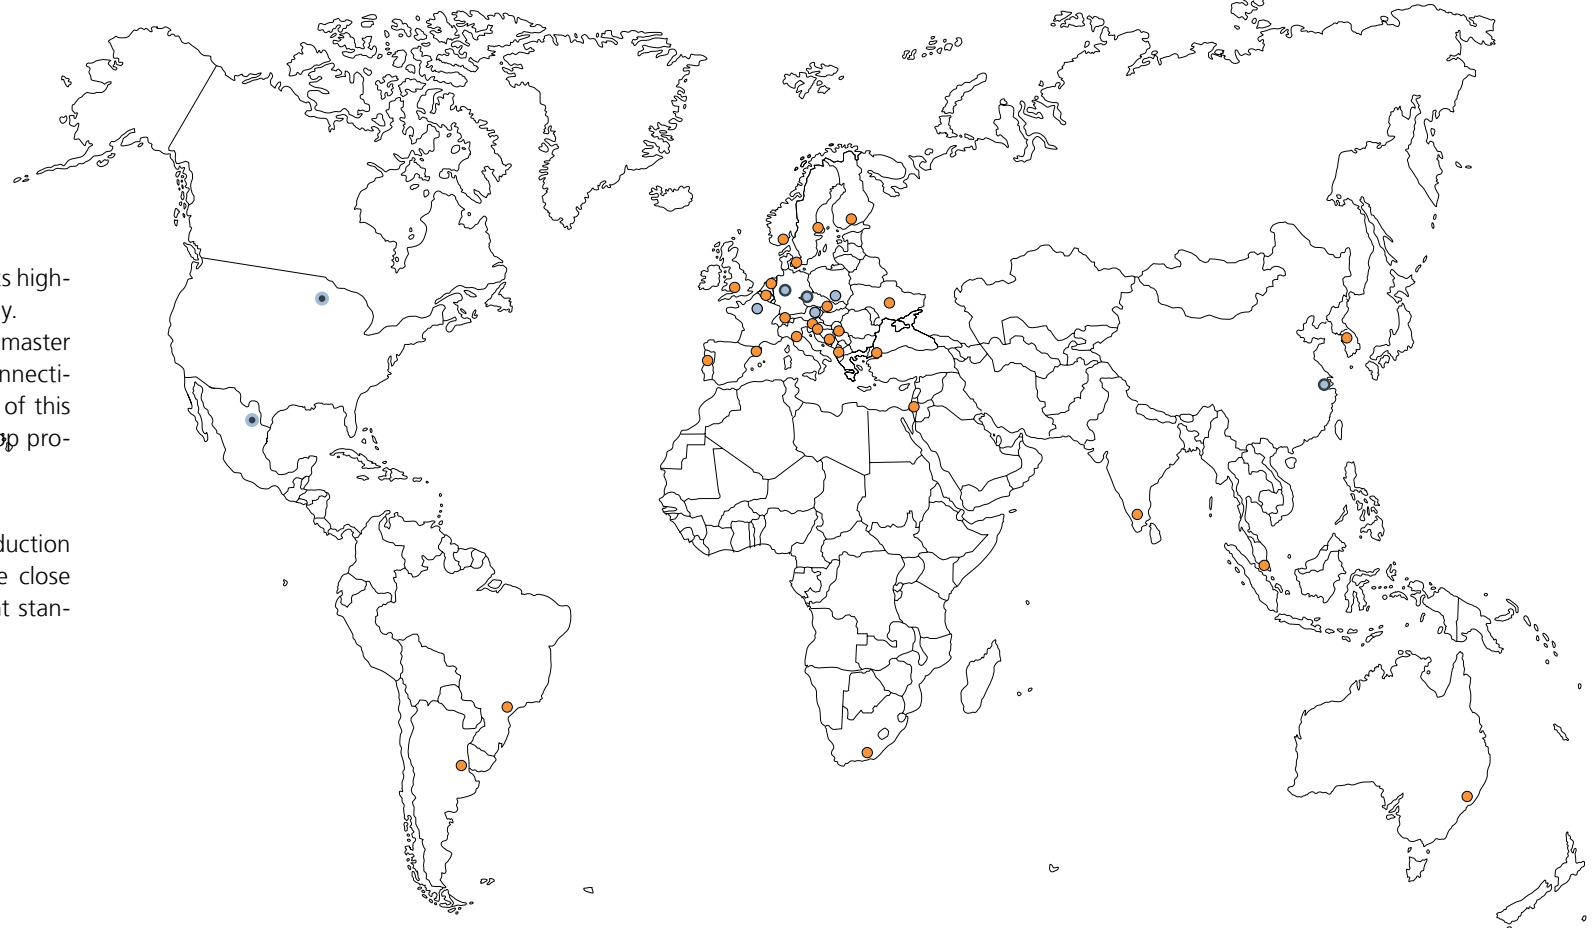 s high-
y.
master
nnecti-
of this
p pro-
duction
e close
t stan-